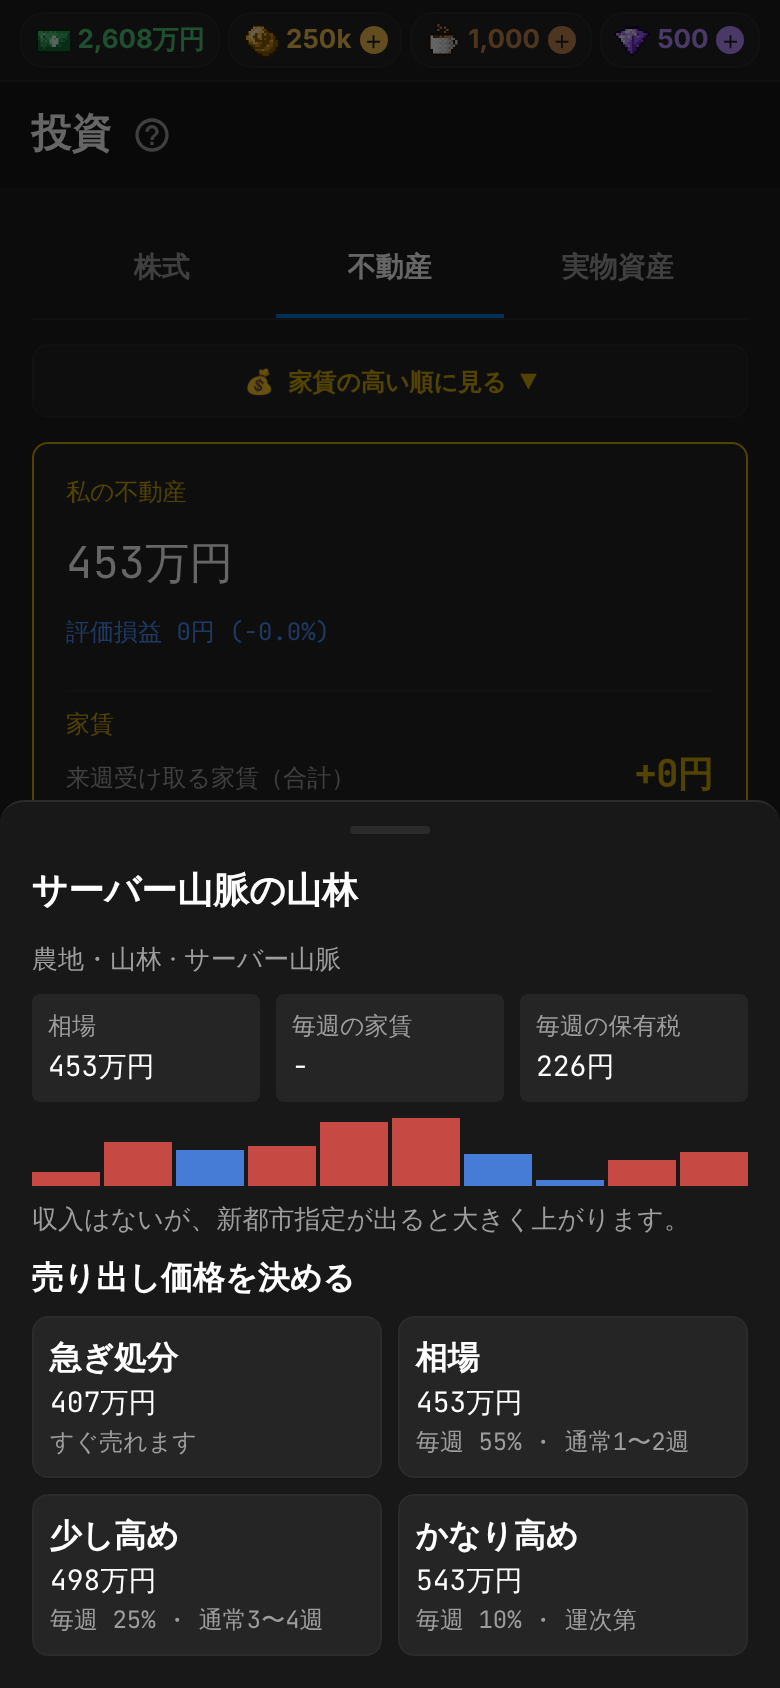 2,608万円 250k + 1,000 + 500 +
投資 ?
株式 不動産 実物資産
💰 家賃の高い順に見る ▼
私の不動産
453万円
評価損益 0円 (-0.0%)
家賃
来週受け取る家賃（合計） +0円
サーバー山脈の山林
農地・山林 · サーバー山脈
相場 毎週の家賃 毎週の保有税
453万円 - 226円
収入はないが、新都市指定が出ると大きく上がります。
売り出し価格を決める
急ぎ処分 相場
407万円 453万円
すぐ売れます 毎週 55% · 通常1〜2週
少し高め かなり高め
498万円 543万円
毎週 25% · 通常3〜4週 毎週 10% · 運次第